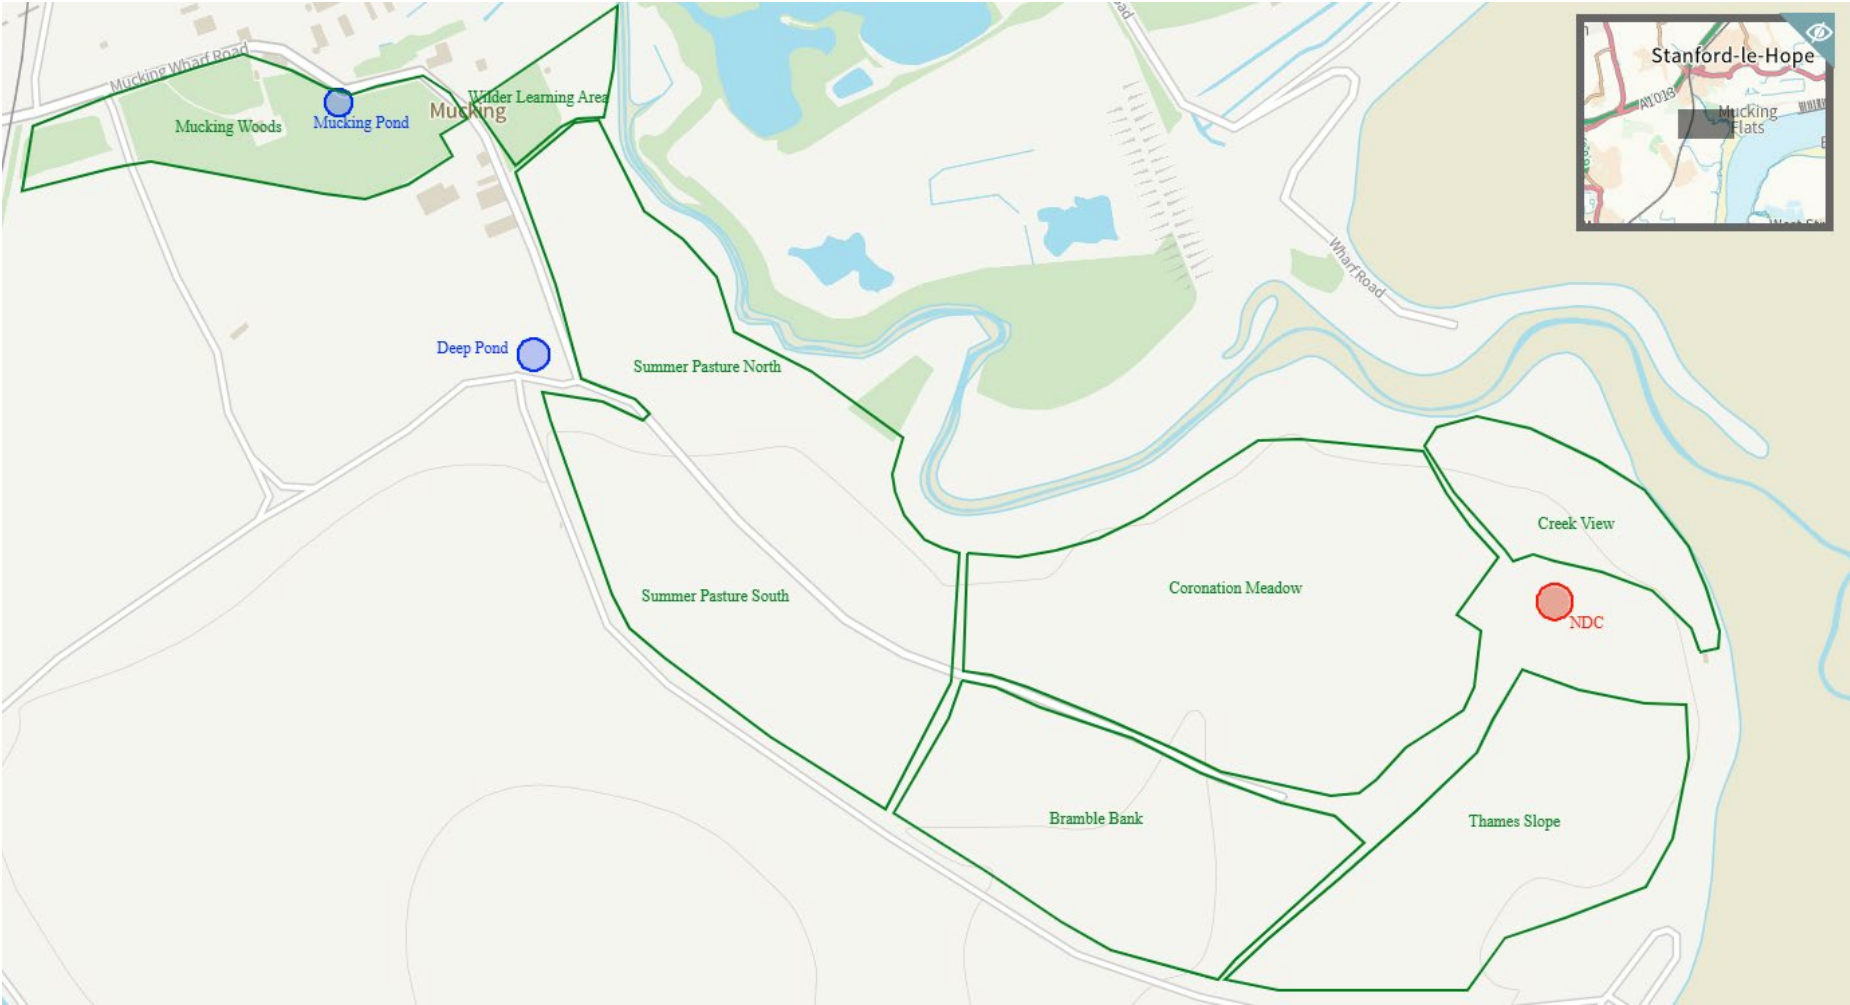 Mucking Wharf Road
oad
Stanford-le-Hope
A1013
Mucking
Flats
Mucking Woods
Mucking Pond
Mucking
Wilder Learning Area
Wharf Road
Deep Pond
Summer Pasture North
Creek View
Summer Pasture South
Coronation Meadow
NDC
Bramble Bank
Thames Slope